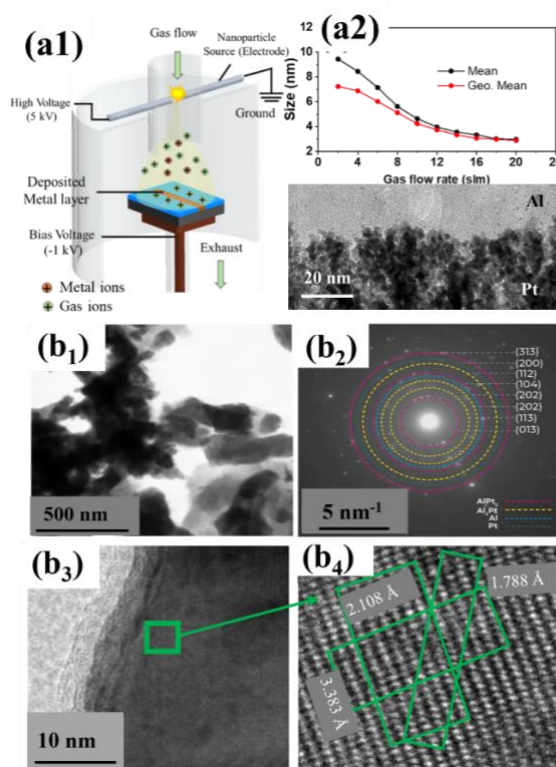 (a1)
Gas flow
Nanoparticle
Source (Electrode)
High Voltage
(5 kV)
Ground
Deposited
Metal layer
Bias Voltage
(-1 kV)
Exhaust
Metal ions
Gas ions
(a2)
Size (nm)
12
10
8
6
4
2
0
Mean
Geo. Mean
0 4 8 12 16 20
Gas flow rate (slm)
Al
20 nm
Pt
(b₁)
500 nm
(b₂)
(313)
(200)
(112)
(104)
(202)
(202)
(113)
(013)
Al
Pt
5 nm⁻¹
(b₃)
10 nm
(b₄)
2.108 Å
1.788 Å
3.383 Å